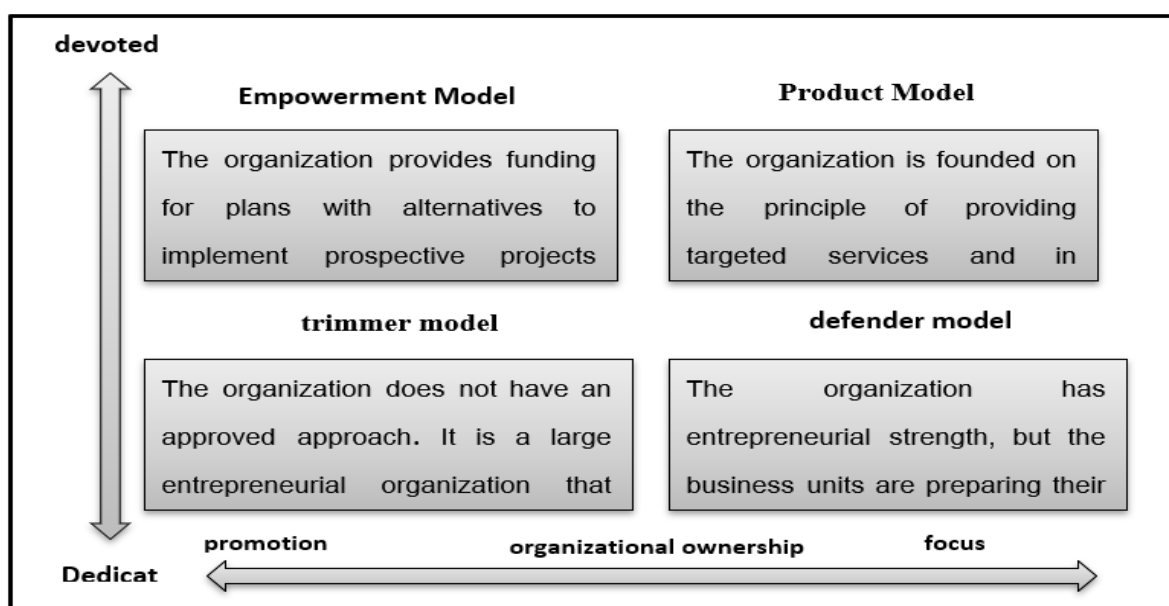 devoted
Empowerment Model
The organization provides funding
for plans with alternatives to
implement prospective projects
Product Model
The organization is founded on
the principle of providing
targeted services and in
trimmer model
The organization does not have an
approved approach. It is a large
entrepreneurial organization that
defender model
The organization has
entrepreneurial strength, but the
business units are preparing their
promotion
organizational ownership
focus
Dedicat